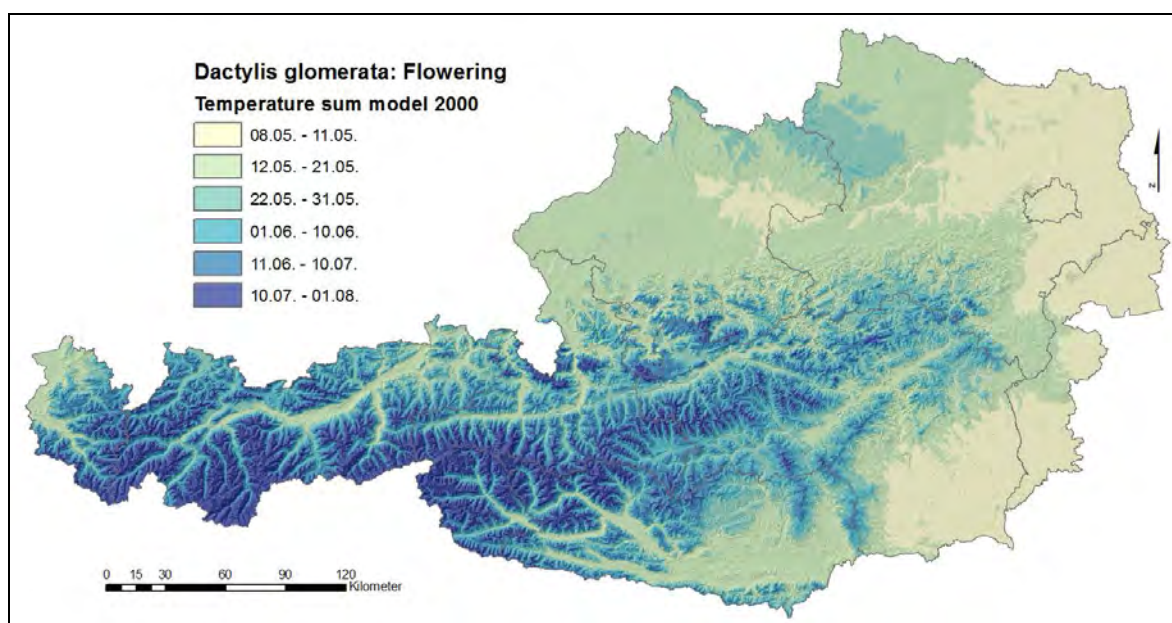 Dactylis glomerata: Flowering
Temperature sum model 2000
08.05. - 11.05.
12.05. - 21.05.
22.05. - 31.05.
01.06. - 10.06.
11.06. - 10.07.
10.07. - 01.08.
N
0 15 30 60 90 120
Kilometer